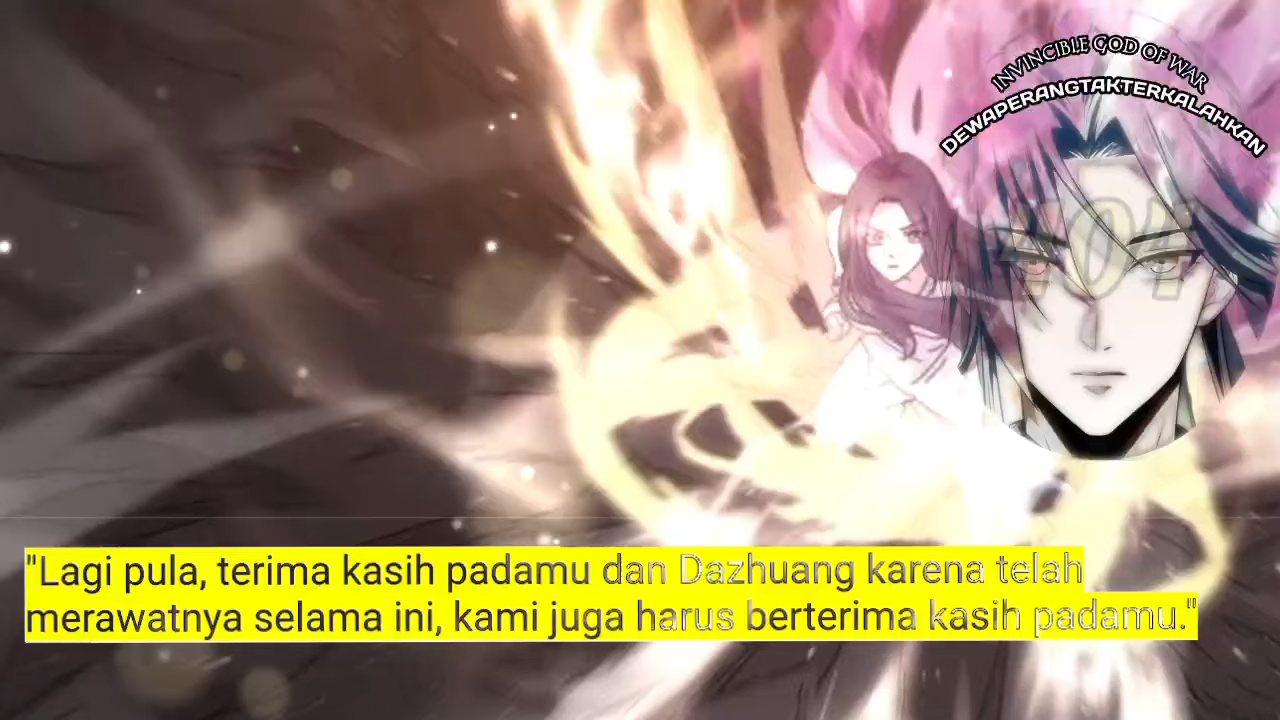 INVINCIBLE GOD OF WAR
DEWAPERANGTAKTERKALAHKAN
"Lagi pula, terima kasih padamu dan Dazhuang karena telah
merawatnya selama ini, kami juga harus berterima kasih padamu."